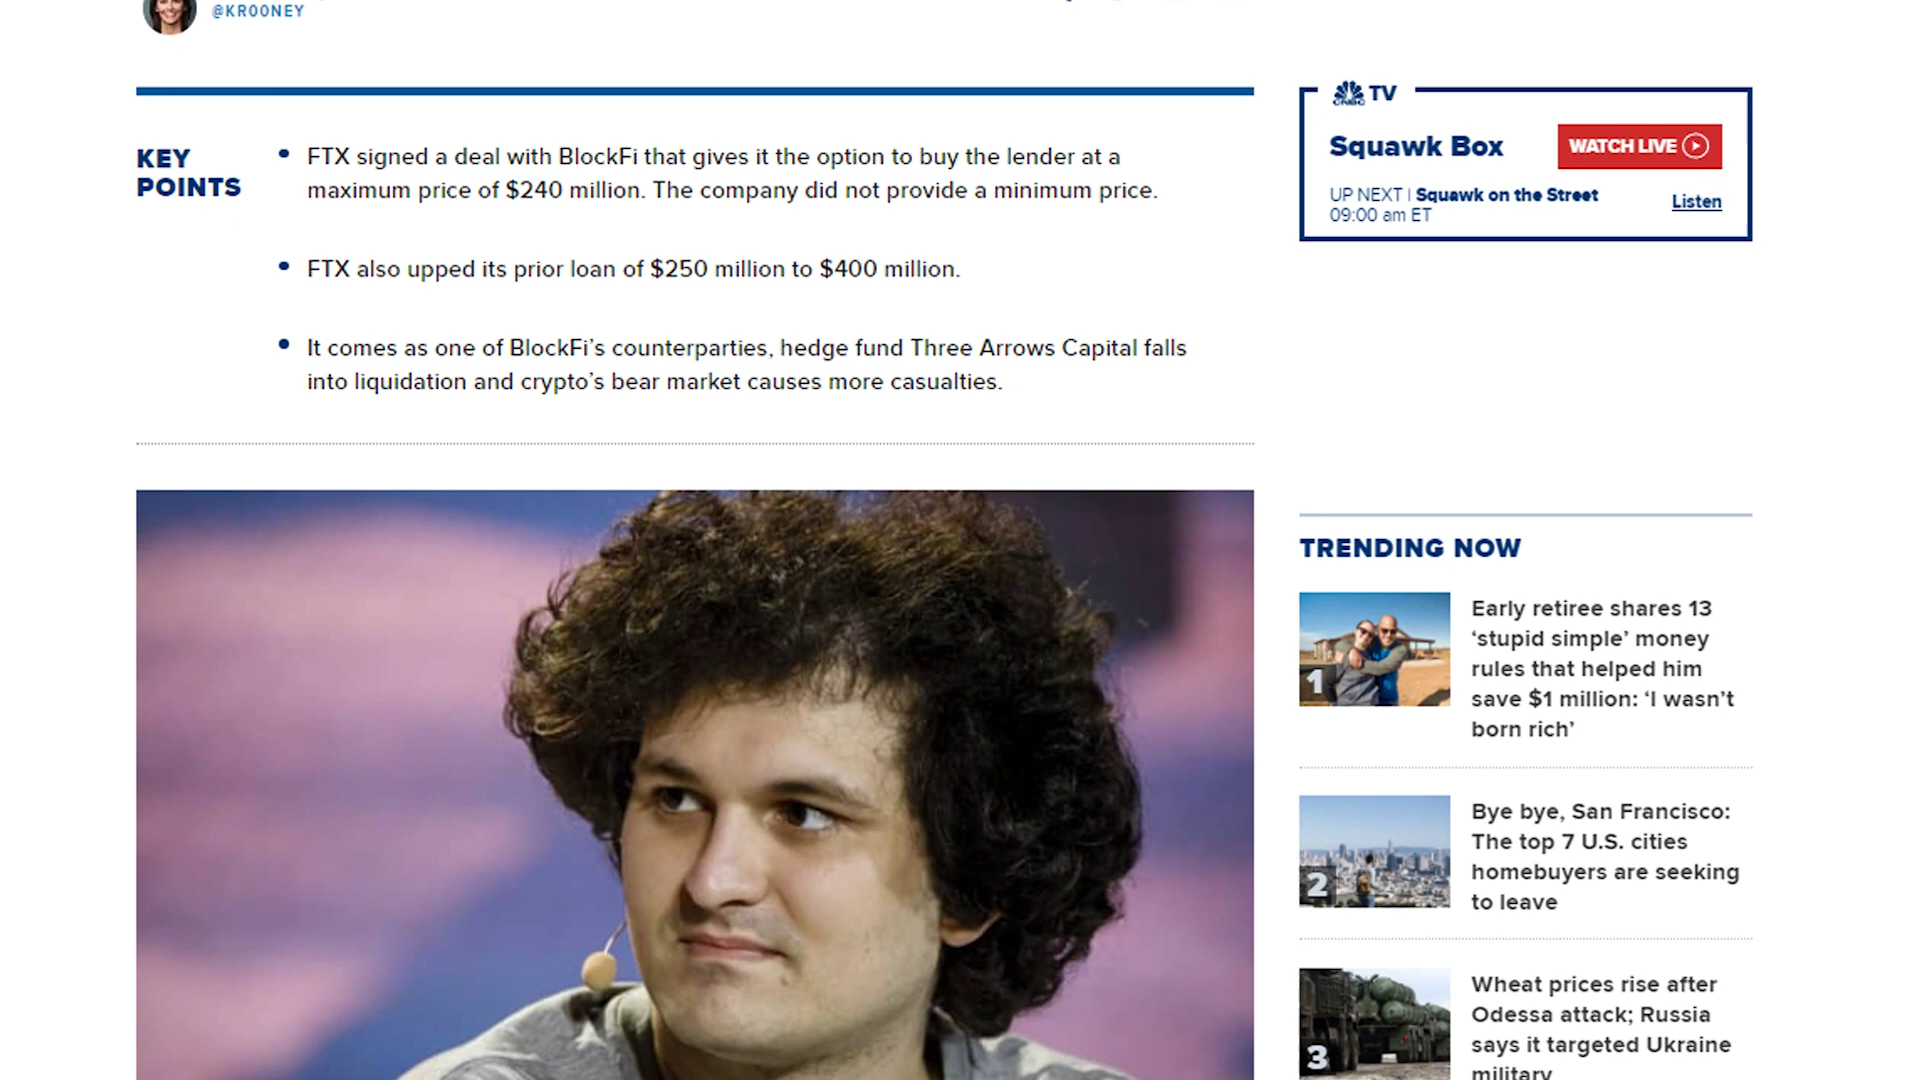 @KR00NEY
KEY
POINTS
FTX signed a deal with BlockFi that gives it the option to buy the lender at a
maximum price of $240 million. The company did not provide a minimum price.
FTX also upped its prior loan of $250 million to $400 million.
It comes as one of BlockFi’s counterparties, hedge fund Three Arrows Capital falls
into liquidation and crypto’s bear market causes more casualties.
CNBC TV
Squawk Box
WATCH LIVE
UP NEXT | Squawk on the Street
09:00 am ET
Listen
TRENDING NOW
1
Early retiree shares 13
‘stupid simple’ money
rules that helped him
save $1 million: ‘I wasn’t
born rich’
2
Bye bye, San Francisco:
The top 7 U.S. cities
homebuyers are seeking
to leave
3
Wheat prices rise after
Odessa attack; Russia
says it targeted Ukraine
military